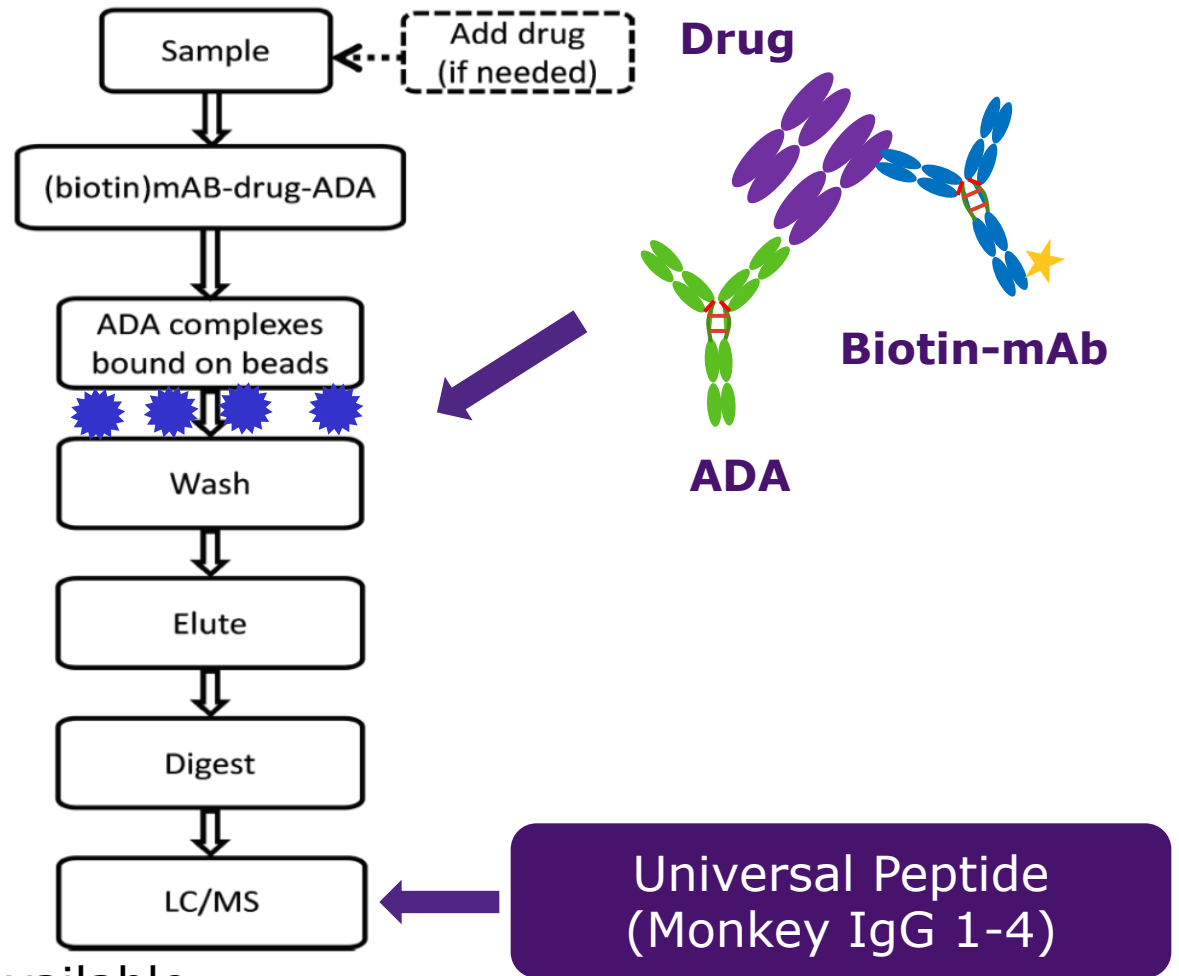 Sample
Add drug
(if needed)
Drug
(biotin)mAB-drug-ADA
ADA complexes
bound on beads
Biotin-mAb
ADA
Wash
Elute
Digest
LC/MS
Universal Peptide
(Monkey IgG 1-4)